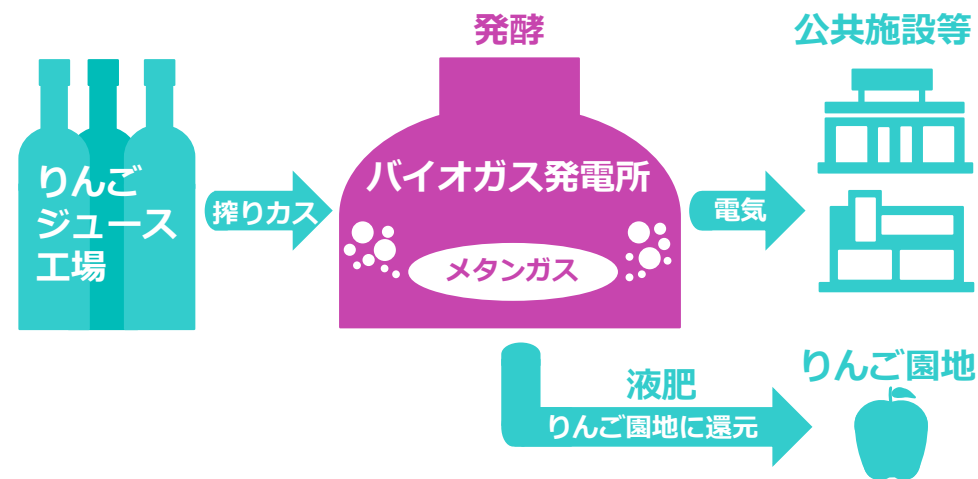 発酵
公共施設等
りんご
ジュース
工場
搾りカス
バイオガス発電所
メタンガス
電気
液肥
りんご園地に還元
りんご園地